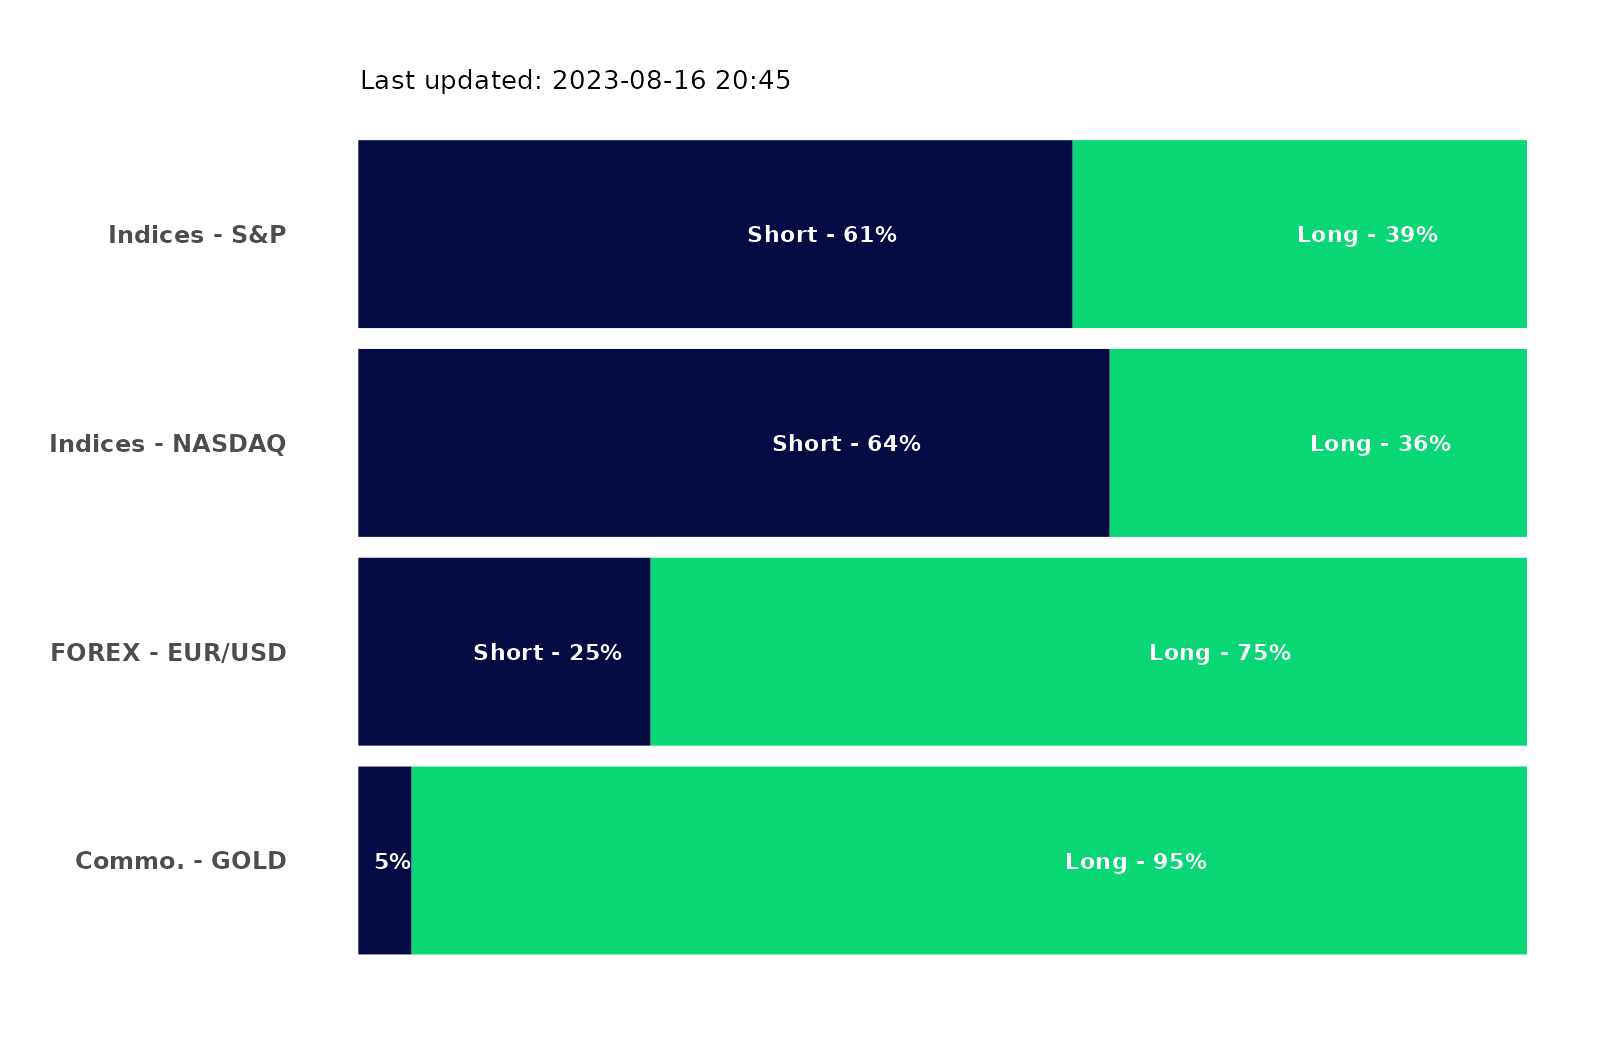 Last updated: 2023-08-16 20:45
Indices - S&P
Short - 61%
Long - 39%
Indices - NASDAQ
Short - 64%
Long - 36%
FOREX - EUR/USD
Short - 25%
Long - 75%
Commo. - GOLD
5%
Long - 95%